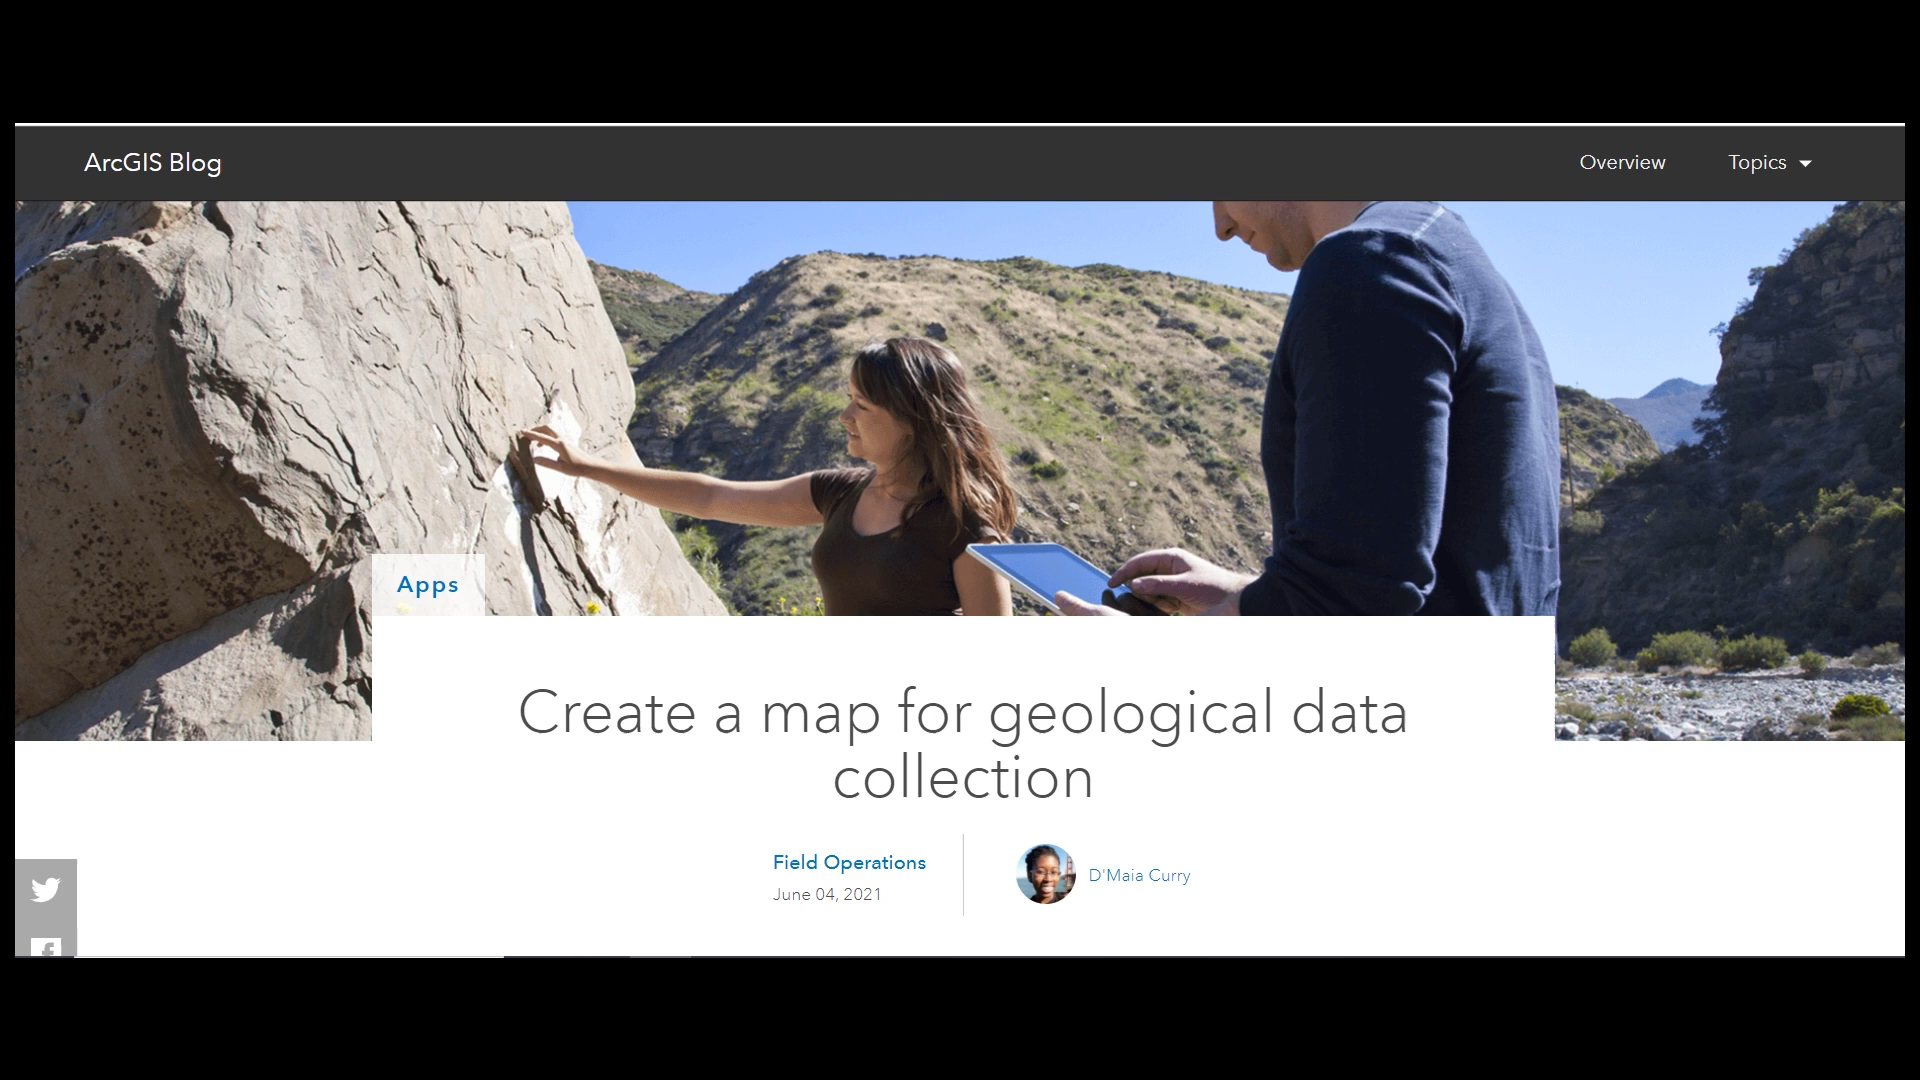 ArcGIS Blog
Overview
Topics
Apps
Create a map for geological data
collection
Field Operations
June 04, 2021
D'Maia Curry